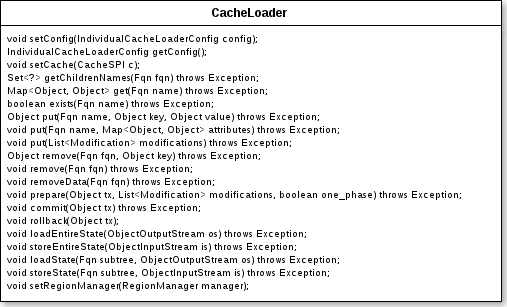 CacheLoader
void setConfig(IndividualCacheLoaderConfig config);
IndividualCacheLoaderConfig getConfig();
void setCache(CacheSPI c);
Set<?> getChildrenNames(Fqn fqn) throws Exception;
Map<Object, Object> get(Fqn name) throws Exception;
boolean exists(Fqn name) throws Exception;
Object put(Fqn name, Object key, Object value) throws Exception;
void put(Fqn name, Map<Object, Object> attributes) throws Exception;
void put(List<Modification> modifications) throws Exception;
Object remove(Fqn fqn, Object key) throws Exception;
void remove(Fqn fqn) throws Exception;
void removeData(Fqn fqn) throws Exception;
void prepare(Object tx, List<Modification> modifications, boolean one_phase) throws Exception;
void commit(Object tx) throws Exception;
void rollback(Object tx);
void loadEntireState(ObjectOutputStream os) throws Exception;
void storeEntireState(ObjectInputStream is) throws Exception;
void loadState(Fqn subtree, ObjectOutputStream os) throws Exception;
void storeState(Fqn subtree, ObjectInputStream is) throws Exception;
void setRegionManager(RegionManager manager);